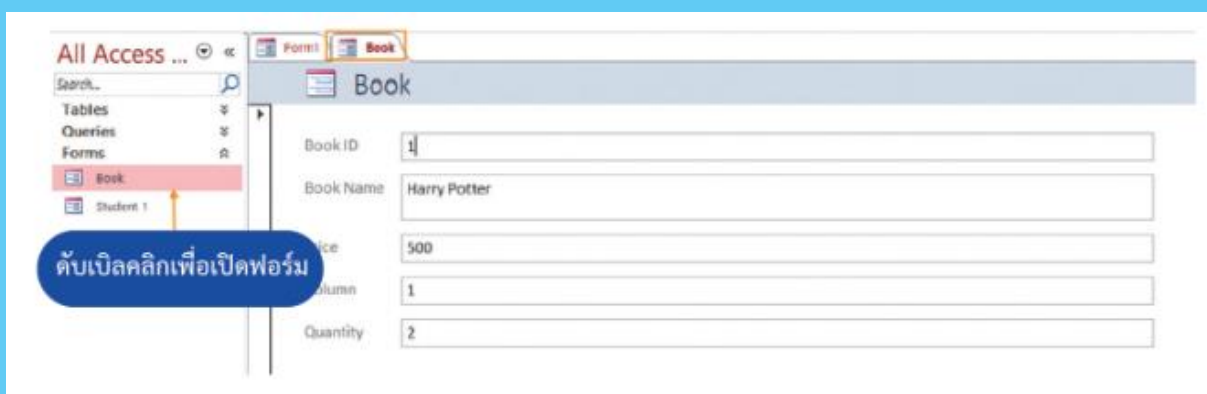 All Access ...
Search...
Tables
Queries
Forms
Book
Student 1
ดับเบิลคลิกเพื่อเปิดฟอร์ม
Form1
Book
Book
Book ID
1
Book Name
Harry Potter
500
1
Quantity
2